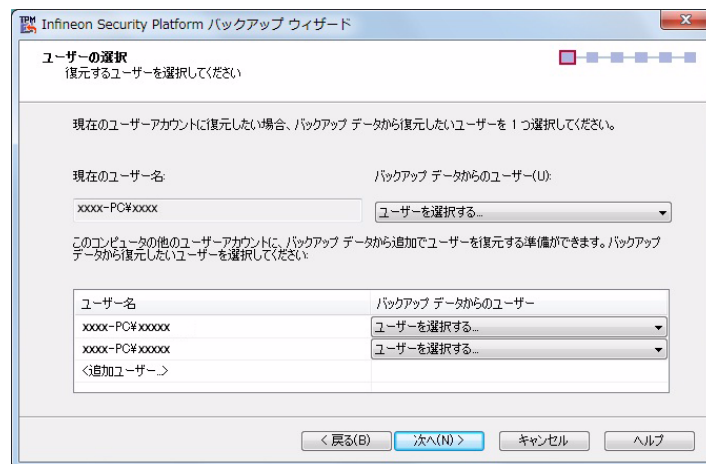 TPM
Infineon Security Platform バックアップ ウィザード
x
ユーザーの選択
復元するユーザーを選択してください
現在のユーザーアカウントに復元したい場合、バックアップ データから復元したいユーザーを 1 つ選択してください。
現在のユーザー名: バックアップ データからのユーザー(U):
xxxx-PC¥xxxx ユーザーを選択する...
このコンピュータの他のユーザーアカウントに、バックアップ データから追加でユーザーを復元する準備ができます。バックアップ
データから復元したいユーザーを選択してください:
ユーザー名 バックアップ データからのユーザー
xxxx-PC¥xxxxx ユーザーを選択する...
xxxx-PC¥xxxxx ユーザーを選択する...
<追加ユーザー...>
< 戻る(B) 次へ(N) > キャンセル ヘルプ